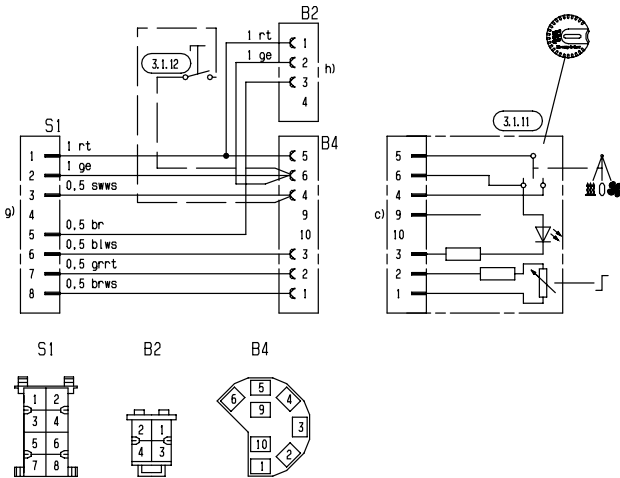 B2
1 rt 1
1 ge 2
h)
3
4
3.1.12
S1
B4
3.1.11
1 1 rt 5 5
2 1 ge 6 6
3 0,5 swws 4 4
g) 4 9 c) 9
5 0,5 br 10 10
6 0,5 blws 3 3
7 0,5 grrt 2 2
8 0,5 brws 1 1
0
S1 B2 B4
1 2
3 4
5 6
7 8
2 1
4 3
5
6 4
9
3
10
2
1